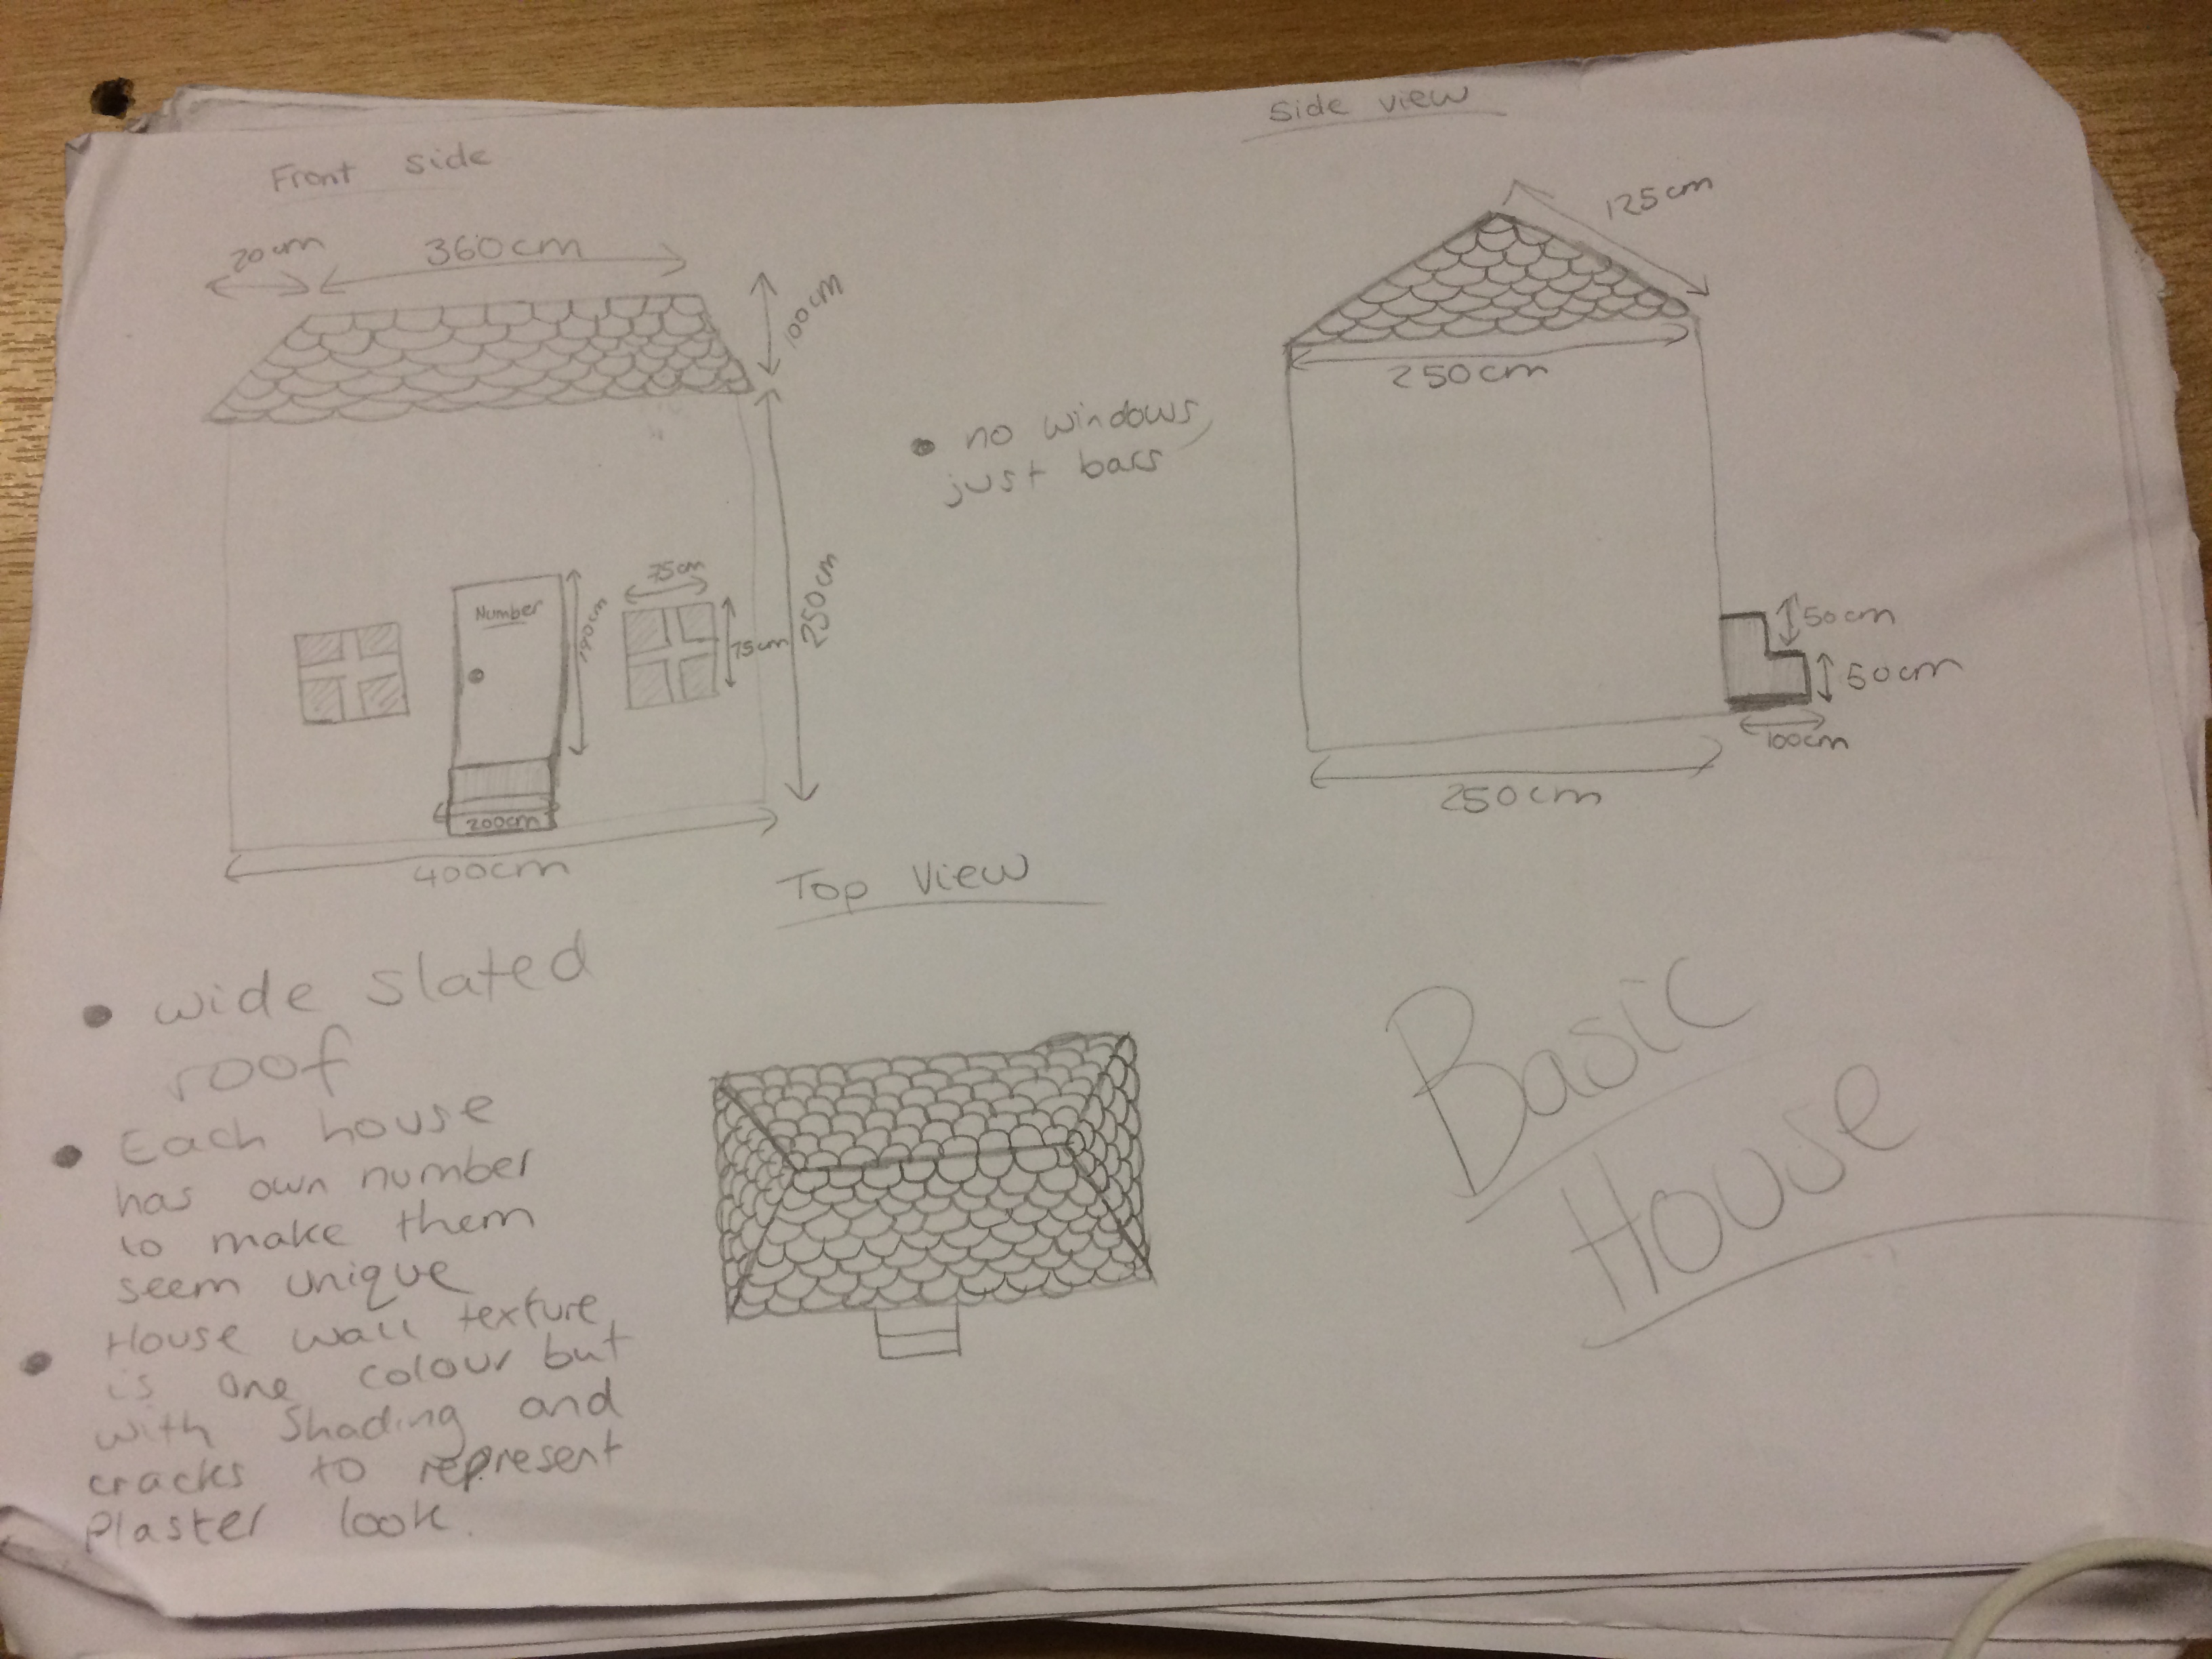 Front Side
20cm
360cm
100cm
250cm
Number
75cm
75cm
190cm
200cm
400cm
Side view
125cm
250cm
50cm
50cm
100cm
250cm
• no windows
just bars
• wide slated
roof
• Each house
has own number
to make them
seem unique
• House wall texture
is one colour but
with shading and
cracks to represent
plaster look
Top View
Basic
House